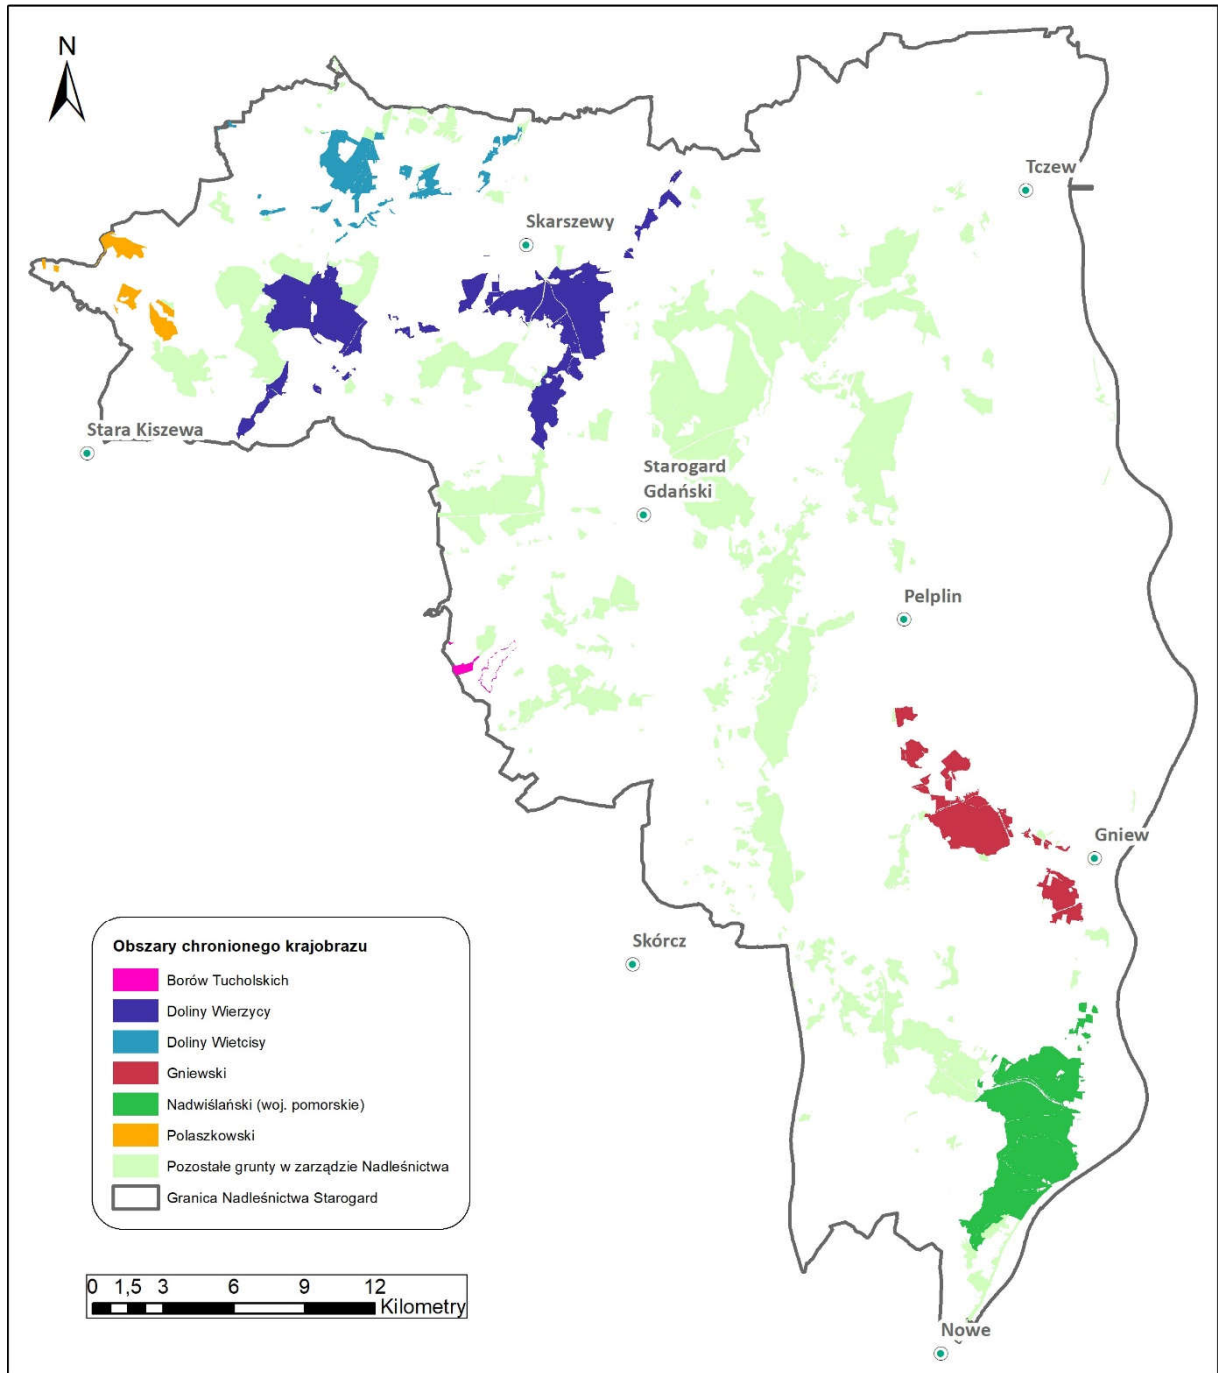 N
Tczew
Skarszewy
Stara Kiszewa
Starogard
Gdański
Pelplin
Gniew
Skórcz
Obszary chronionego krajobrazu
Borów Tucholskich
Doliny Wierzycy
Doliny Wietcisy
Gniewski
Nadwiślański (woj. pomorskie)
Polaszkowski
Pozostałe grunty w zarządzie Nadleśnictwa
Granica Nadleśnictwa Starogard
0 1,5 3 6 9 12
Kilometry
Nowe